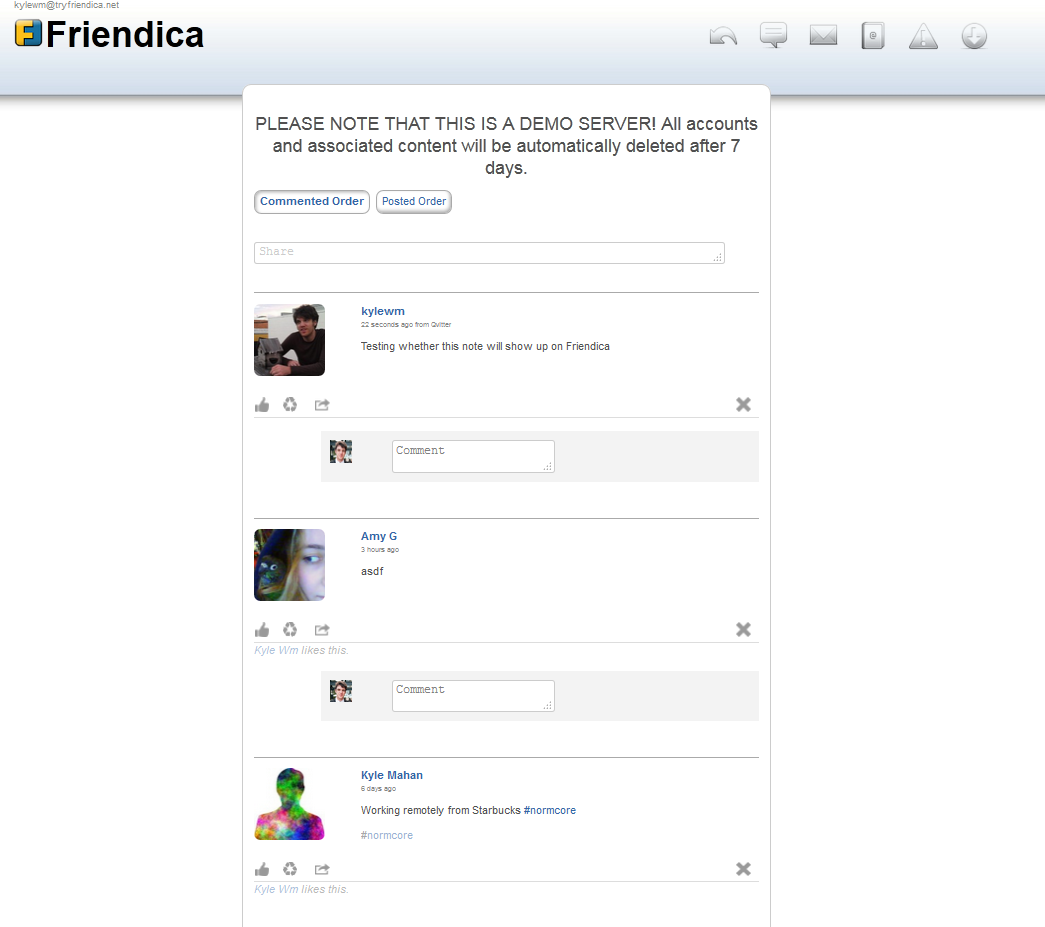 kylewm@tryfriendica.net
Friendica
PLEASE NOTE THAT THIS IS A DEMO SERVER! All accounts
and associated content will be automatically deleted after 7
days.
Commented Order Posted Order
Share
kylewm
22 seconds ago from Quitter
Testing whether this note will show up on Friendica
Comment
Amy G
3 hours ago
asdf
Kyle Wm likes this.
Comment
Kyle Mahan
6 days ago
Working remotely from Starbucks #normcore
#normcore
Kyle Wm likes this.